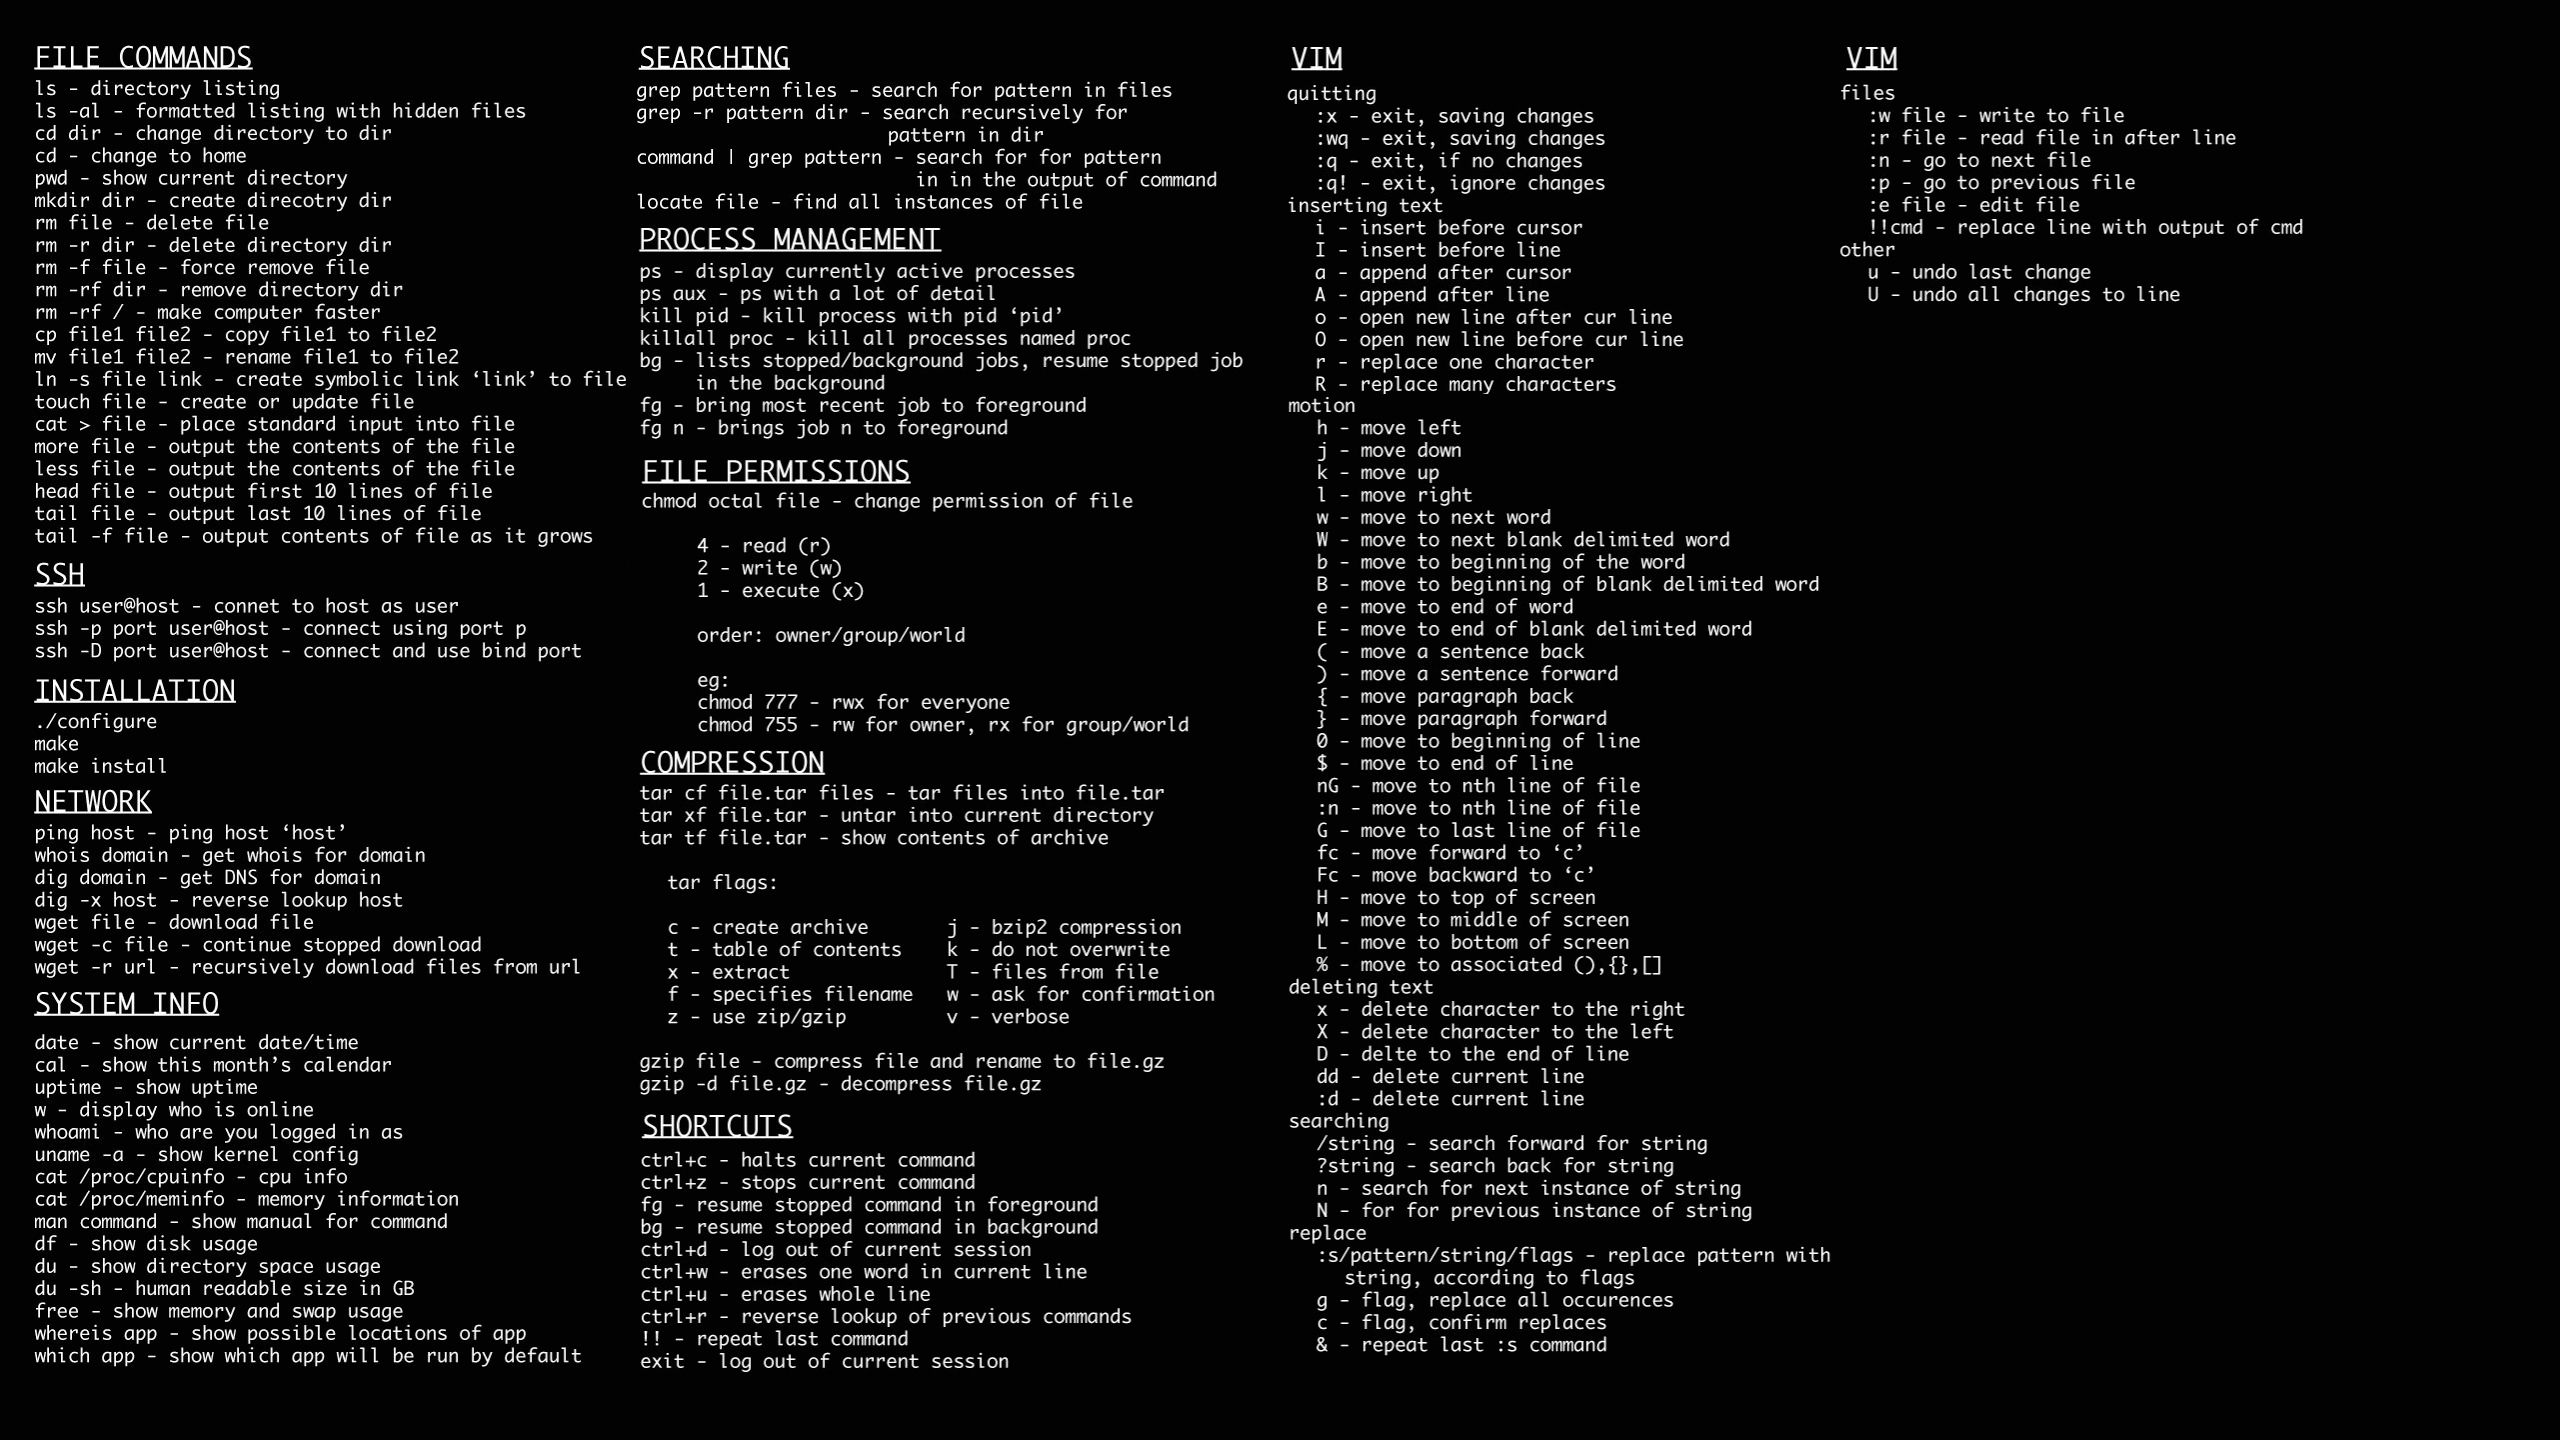 FILE COMMANDS
ls - directory listing
ls -al - formatted listing with hidden files
cd dir - change directory to dir
cd - change to home
pwd - show current directory
mkdir dir - create direcotry dir
rm file - delete file
rm -r dir - delete directory dir
rm -f file - force remove file
rm -rf dir - remove directory dir
rm -rf / - make computer faster
cp file1 file2 - copy file1 to file2
mv file1 file2 - rename file1 to file2
ln -s file link - create symbolic link ‘link’ to file
touch file - create or update file
cat > file - place standard input into file
more file - output the contents of the file
less file - output the contents of the file
head file - output first 10 lines of file
tail file - output last 10 lines of file
tail -f file - output contents of file as it grows
SSH
ssh user@host - connet to host as user
ssh -p port user@host - connect using port p
ssh -D port user@host - connect and use bind port
INSTALLATION
./configure
make
make install
NETWORK
ping host - ping host ‘host’
whois domain - get whois for domain
dig domain - get DNS for domain
dig -x host - reverse lookup host
wget file - download file
wget -c file - continue stopped download
wget -r url - recursively download files from url
SYSTEM INFO
date - show current date/time
cal - show this month’s calendar
uptime - show uptime
w - display who is online
whoami - who are you logged in as
uname -a - show kernel config
cat /proc/cpuinfo - cpu info
cat /proc/meminfo - memory information
man command - show manual for command
df - show disk usage
du - show directory space usage
du -sh - human readable size in GB
free - show memory and swap usage
whereis app - show possible locations of app
which app - show which app will be run by default
SEARCHING
grep pattern files - search for pattern in files
grep -r pattern dir - search recursively for
pattern in dir
command | grep pattern - search for for pattern
in in the output of command
locate file - find all instances of file
PROCESS MANAGEMENT
ps - display currently active processes
ps aux - ps with a lot of detail
kill pid - kill process with pid ‘pid’
killall proc - kill all processes named proc
bg - lists stopped/background jobs, resume stopped job
in the background
fg - bring most recent job to foreground
fg n - brings job n to foreground
FILE PERMISSIONS
chmod octal file - change permission of file
4 - read (r)
2 - write (w)
1 - execute (x)
order: owner/group/world
eg:
chmod 777 - rwx for everyone
chmod 755 - rw for owner, rx for group/world
COMPRESSION
tar cf file.tar files - tar files into file.tar
tar xf file.tar - untar into current directory
tar tf file.tar - show contents of archive
tar flags:
c - create archive j - bzip2 compression
t - table of contents k - do not overwrite
x - extract T - files from file
f - specifies filename w - ask for confirmation
z - use zip/gzip v - verbose
gzip file - compress file and rename to file.gz
gzip -d file.gz - decompress file.gz
SHORTCUTS
ctrl+c - halts current command
ctrl+z - stops current command
fg - resume stopped command in foreground
bg - resume stopped command in background
ctrl+d - log out of current session
ctrl+w - erases one word in current line
ctrl+u - erases whole line
ctrl+r - reverse lookup of previous commands
!! - repeat last command
exit - log out of current session
VIM
quitting
:x - exit, saving changes
:wq - exit, saving changes
:q - exit, if no changes
:q! - exit, ignore changes
inserting text
i - insert before cursor
I - insert before line
a - append after cursor
A - append after line
o - open new line after cur line
O - open new line before cur line
r - replace one character
R - replace many characters
motion
h - move left
j - move down
k - move up
l - move right
w - move to next word
W - move to next blank delimited word
b - move to beginning of the word
B - move to beginning of blank delimited word
e - move to end of word
E - move to end of blank delimited word
( - move a sentence back
) - move a sentence forward
{ - move paragraph back
} - move paragraph forward
0 - move to beginning of line
$ - move to end of line
nG - move to nth line of file
:n - move to nth line of file
G - move to last line of file
fc - move forward to ‘c’
Fc - move backward to ‘c’
H - move to top of screen
M - move to middle of screen
L - move to bottom of screen
% - move to associated (),{},[]
deleting text
x - delete character to the right
X - delete character to the left
D - delte to the end of line
dd - delete current line
:d - delete current line
searching
/string - search forward for string
?string - search back for string
n - search for next instance of string
N - for for previous instance of string
replace
:s/pattern/string/flags - replace pattern with
string, according to flags
g - flag, replace all occurences
c - flag, confirm replaces
& - repeat last :s command
VIM
files
:w file - write to file
:r file - read file in after line
:n - go to next file
:p - go to previous file
:e file - edit file
!!cmd - replace line with output of cmd
other
u - undo last change
U - undo all changes to line